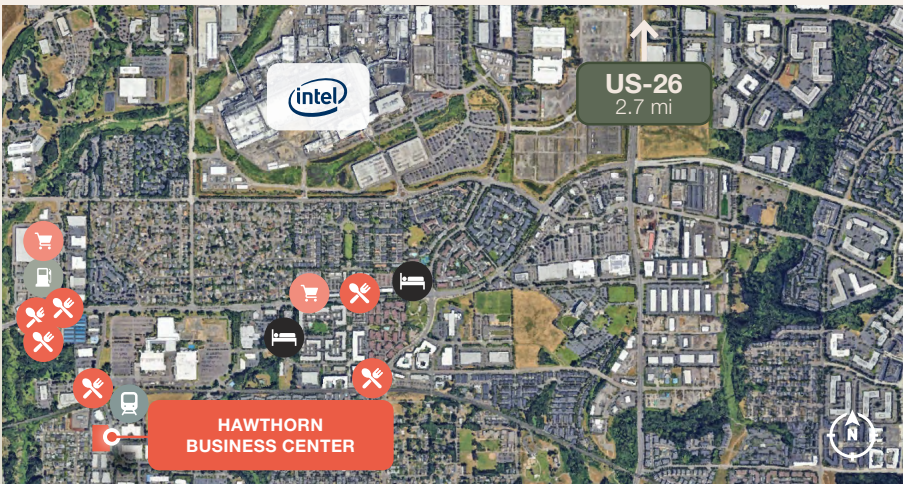 intel
US-26
2.7 mi
HAWTHORN
BUSINESS CENTER
N